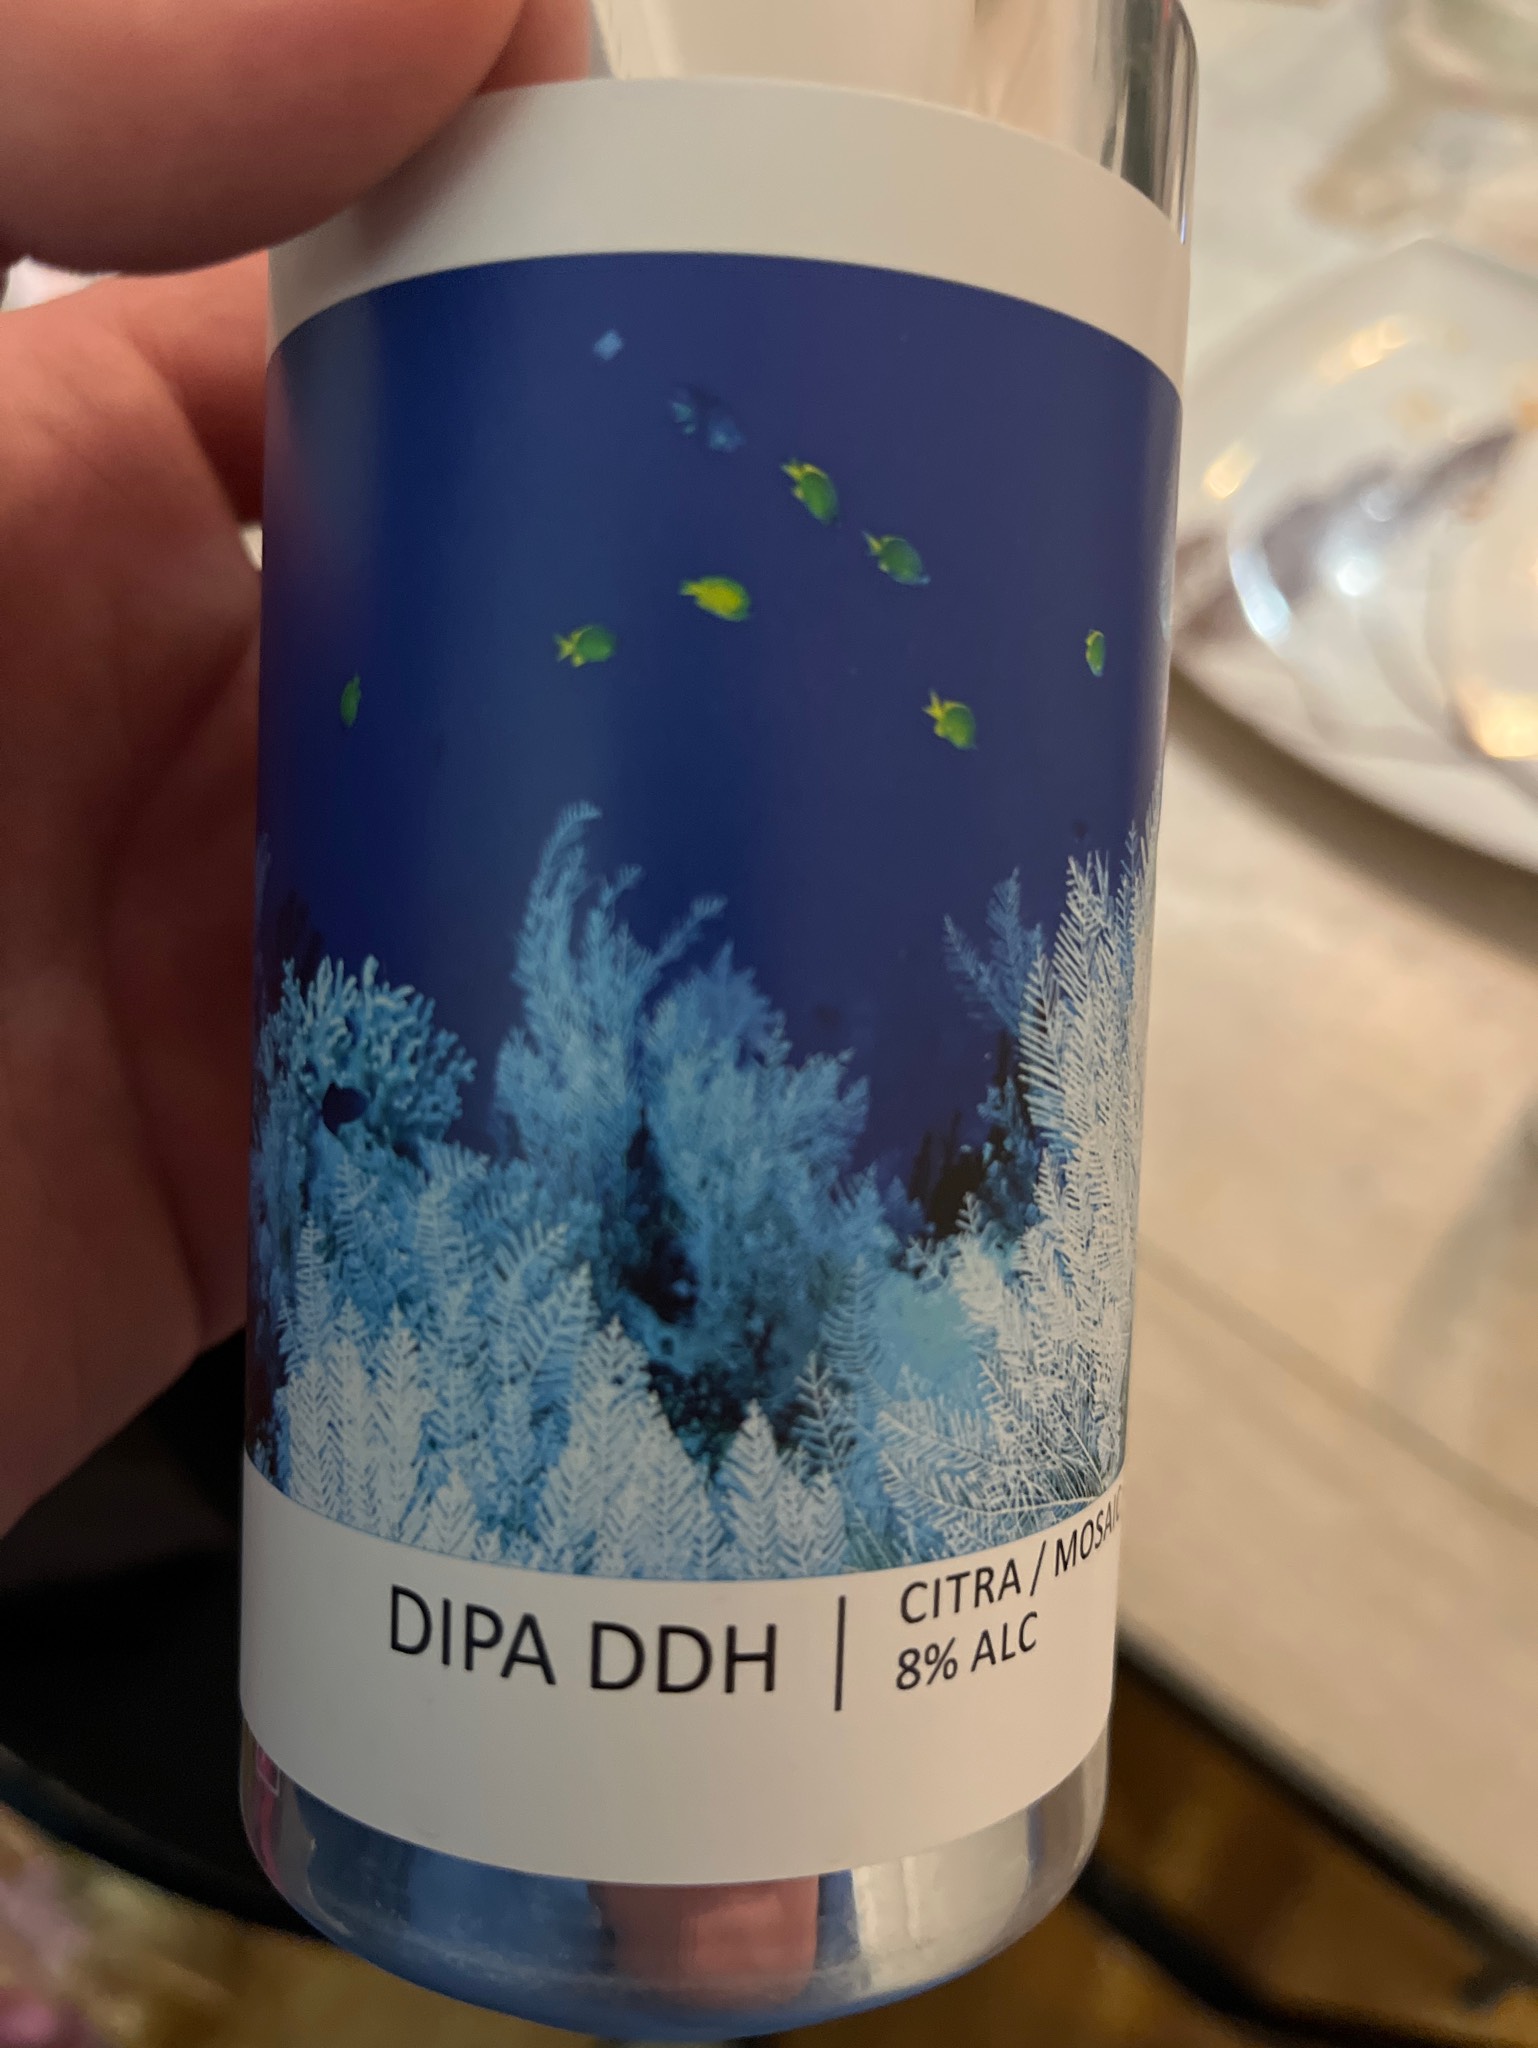 DIPA DDH
CITRA / MOSAIC
8% ALC